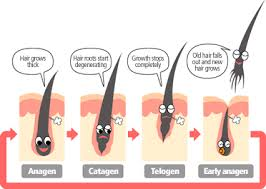 Hair grows
thick
Hair roots start
degenerating
Growth stops
completely
Old hair falls
out and new
hair grows
Anagen
Catagen
Telogen
Early anagen